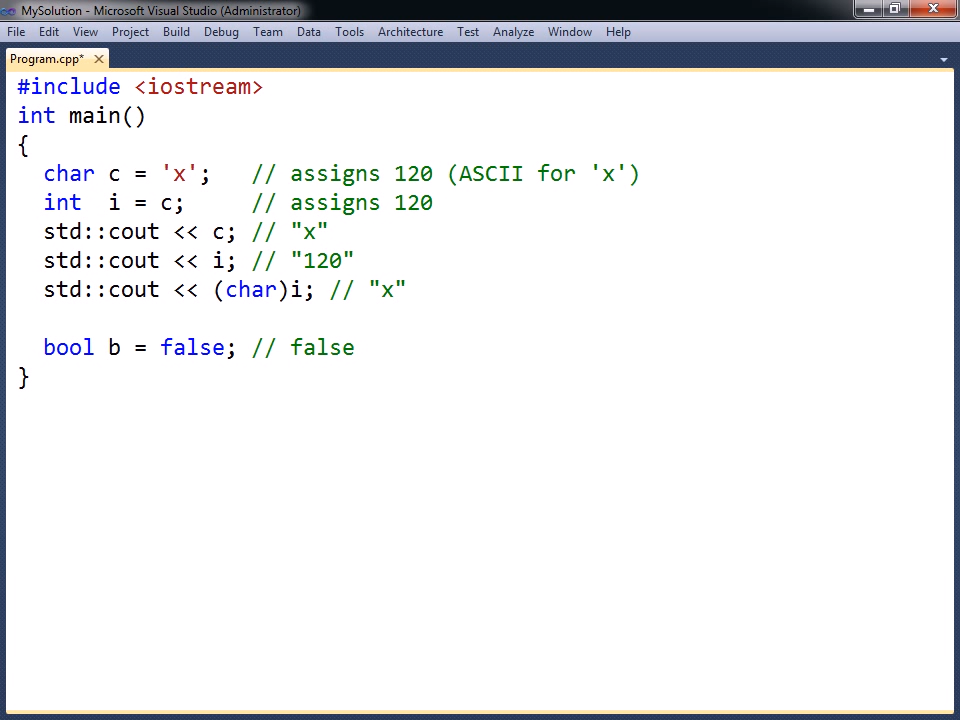 MySolution - Microsoft Visual Studio (Administrator)
File Edit View Project Build Debug Team Data Tools Architecture Test Analyze Window Help
Program.cpp*
#include <iostream>
int main()
{
  char c = 'x';   // assigns 120 (ASCII for 'x')
  int  i = c;     // assigns 120
  std::cout << c; // "x"
  std::cout << i; // "120"
  std::cout << (char)i; // "x"

  bool b = false; // false
}